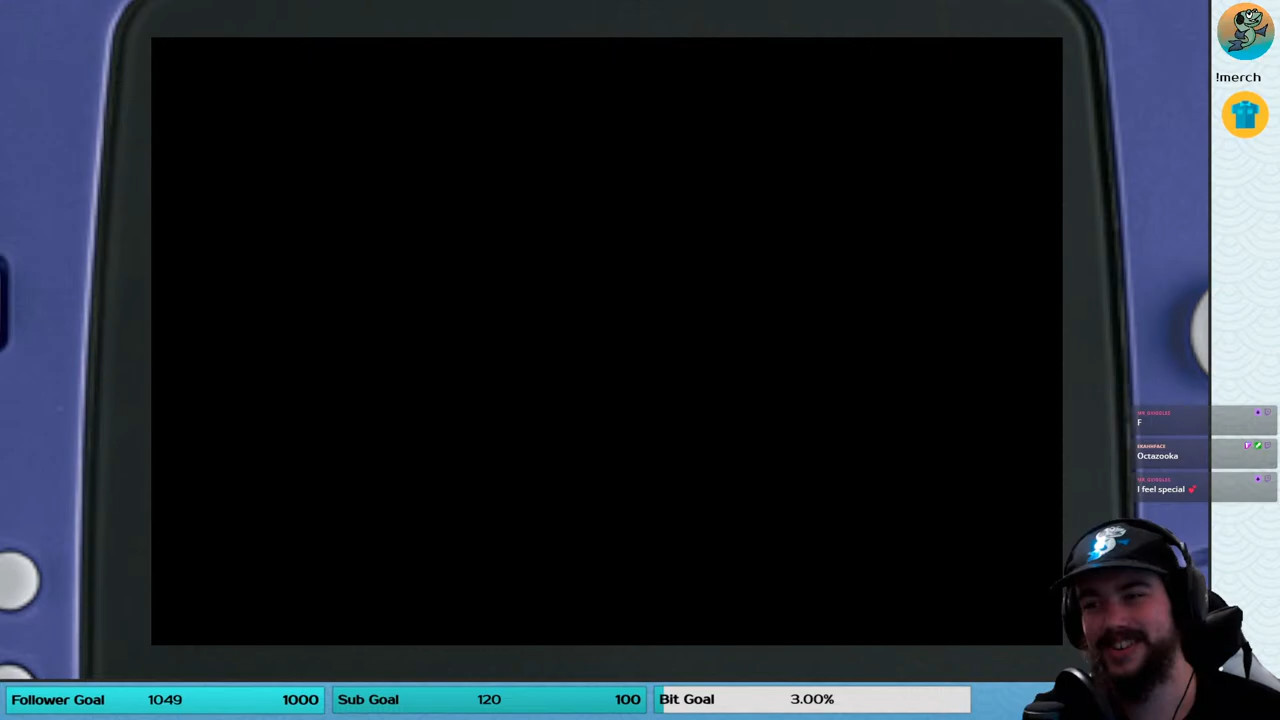 !merch
F
Octazooka
I feel special 💕
Follower Goal 1049 1000 Sub Goal 120 100 Bit Goal 3.00%